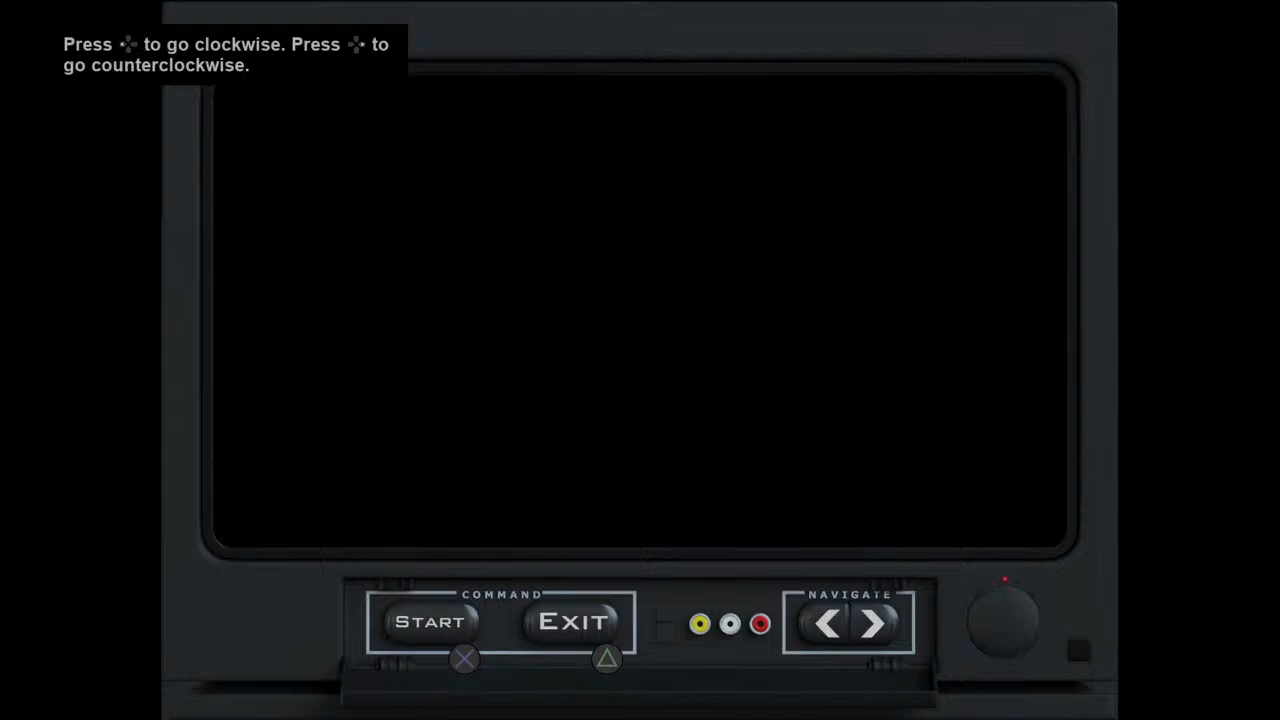 Press to go clockwise. Press to
go counterclockwise.
COMMAND
NAVIGATE
START
EXIT